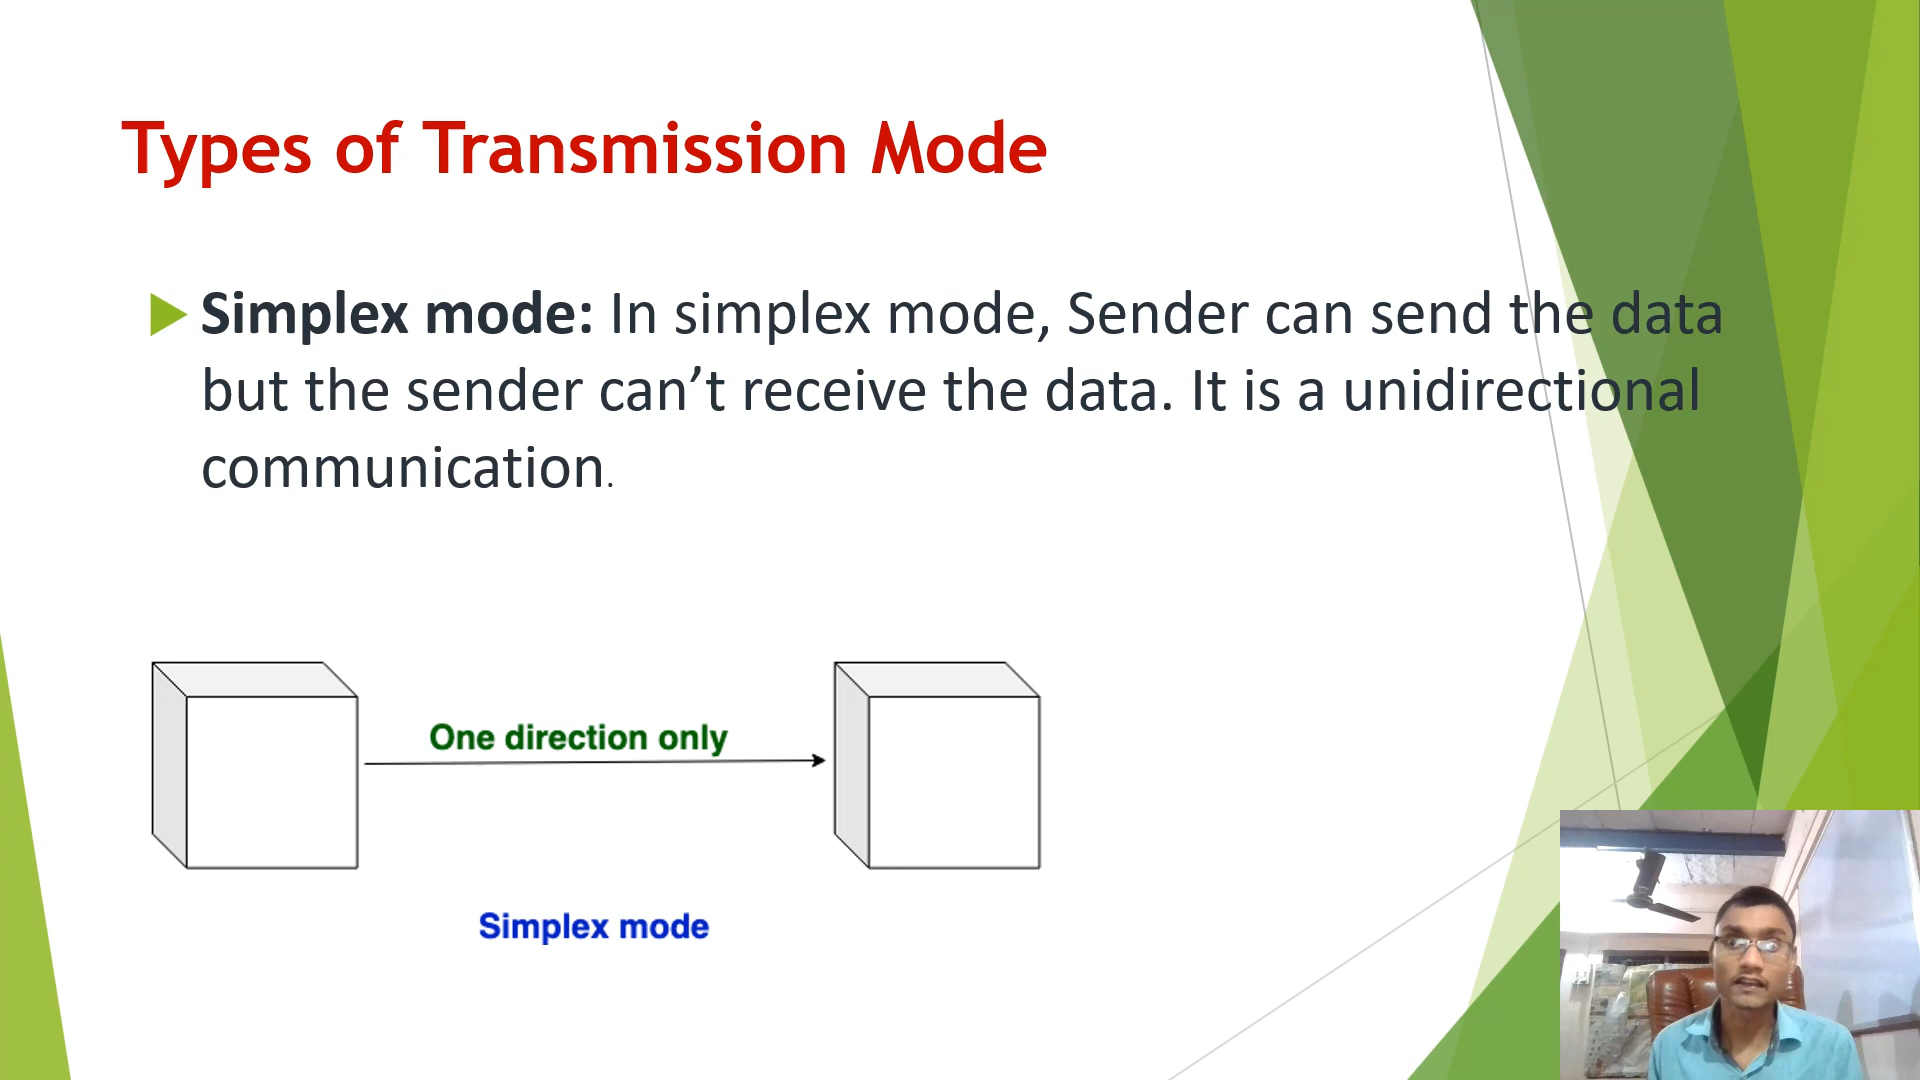 Types of Transmission Mode
Simplex mode: In simplex mode, Sender can send the data
but the sender can’t receive the data. It is a unidirectional
communication.
One direction only
Simplex mode